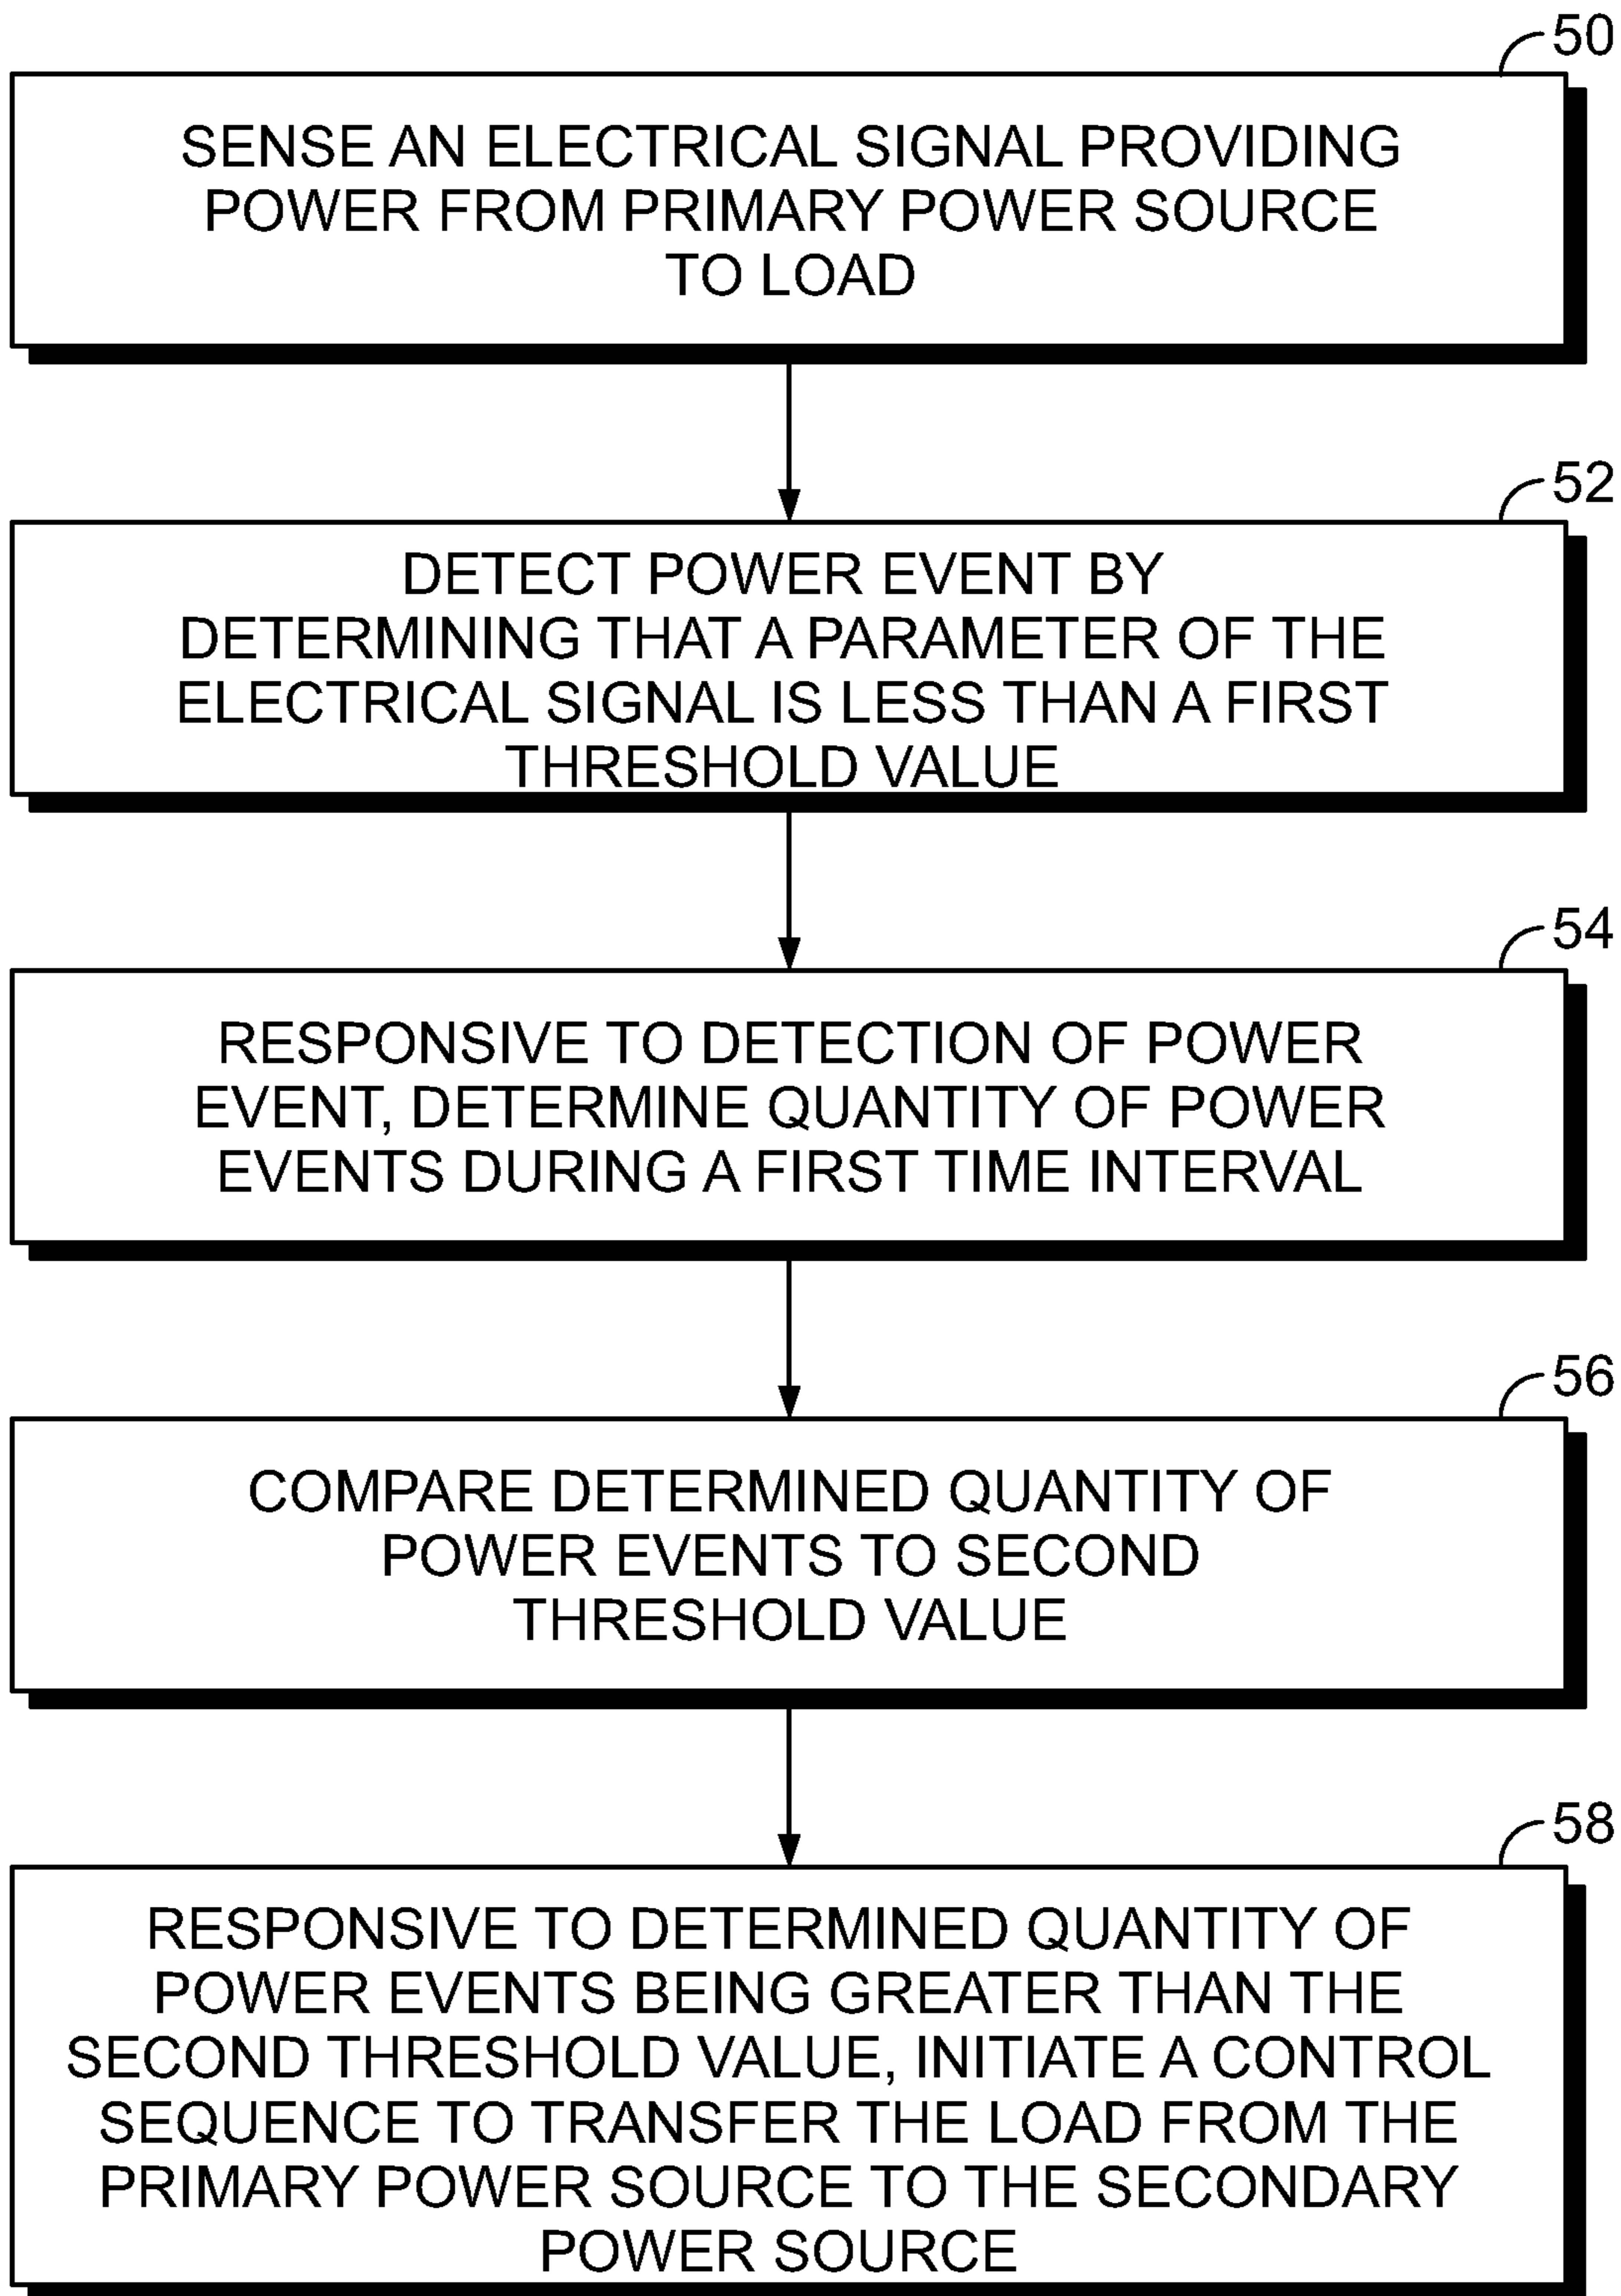 50
SENSE AN ELECTRICAL SIGNAL PROVIDING
POWER FROM PRIMARY POWER SOURCE
TO LOAD
52
DETECT POWER EVENT BY
DETERMINING THAT A PARAMETER OF THE
ELECTRICAL SIGNAL IS LESS THAN A FIRST
THRESHOLD VALUE
54
RESPONSIVE TO DETECTION OF POWER
EVENT, DETERMINE QUANTITY OF POWER
EVENTS DURING A FIRST TIME INTERVAL
56
COMPARE DETERMINED QUANTITY OF
POWER EVENTS TO SECOND
THRESHOLD VALUE
58
RESPONSIVE TO DETERMINED QUANTITY OF
POWER EVENTS BEING GREATER THAN THE
SECOND THRESHOLD VALUE, INITIATE A CONTROL
SEQUENCE TO TRANSFER THE LOAD FROM THE
PRIMARY POWER SOURCE TO THE SECONDARY
POWER SOURCE